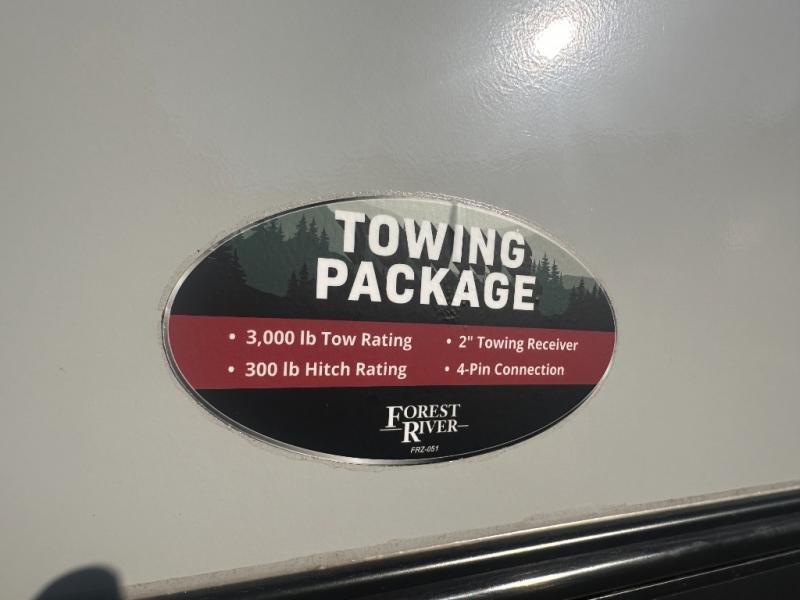 TOWING
PACKAGE
• 3,000 lb Tow Rating
• 2" Towing Receiver
• 300 lb Hitch Rating
• 4-Pin Connection
FOREST
RIVER
FRZ-051